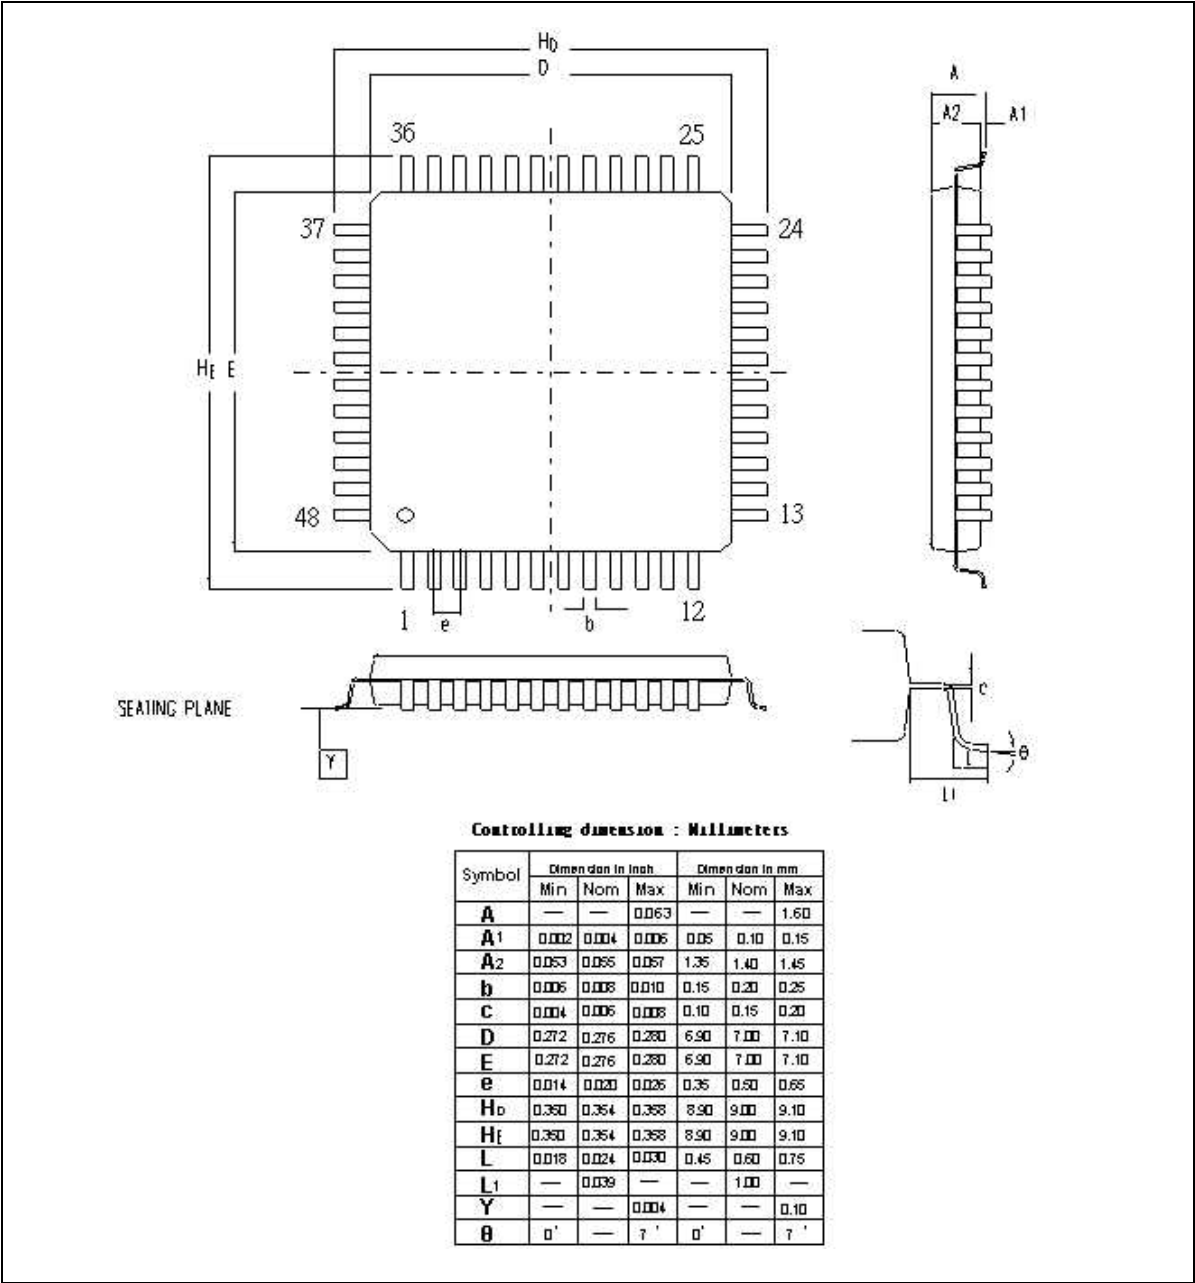 HD
D
A
A2 A1
36 25
37 24
HE E
48 13
1 e b 12
SEATING PLANE
Y
C
θ
L
L1
Controlling dimension : Millimeters
Symbol Dimension in inch Dimension in mm
Min Nom Max Min Nom Max
A — — 0.063 — — 1.60
A1 0.002 0.004 0.006 0.05 0.10 0.15
A2 0.053 0.055 0.057 1.35 1.40 1.45
b 0.006 0.008 0.010 0.15 0.20 0.25
c 0.004 0.006 0.008 0.10 0.15 0.20
D 0.272 0.276 0.280 6.90 7.00 7.10
E 0.272 0.276 0.280 6.90 7.00 7.10
e 0.014 0.020 0.026 0.35 0.50 0.65
HD 0.350 0.354 0.358 8.90 9.00 9.10
HE 0.350 0.354 0.358 8.90 9.00 9.10
L 0.018 0.024 0.030 0.45 0.60 0.75
L1 — 0.039 — — 1.00 —
Y — — 0.004 — — 0.10
θ 0° — 7° 0° — 7°